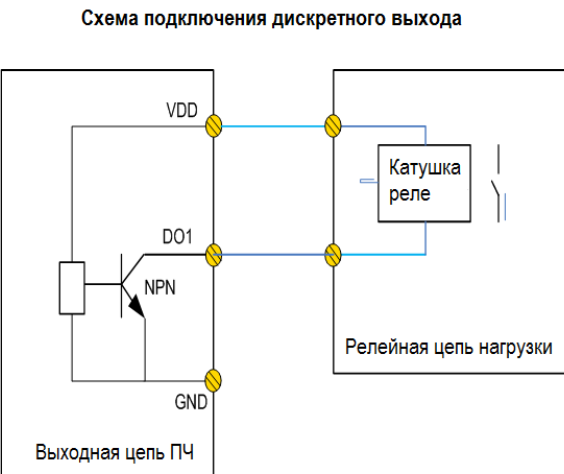 Схема подключения дискретного выхода
VDD
Катушка
реле
DO1
NPN
Релейная цепь нагрузки
GND
Выходная цепь ПЧ